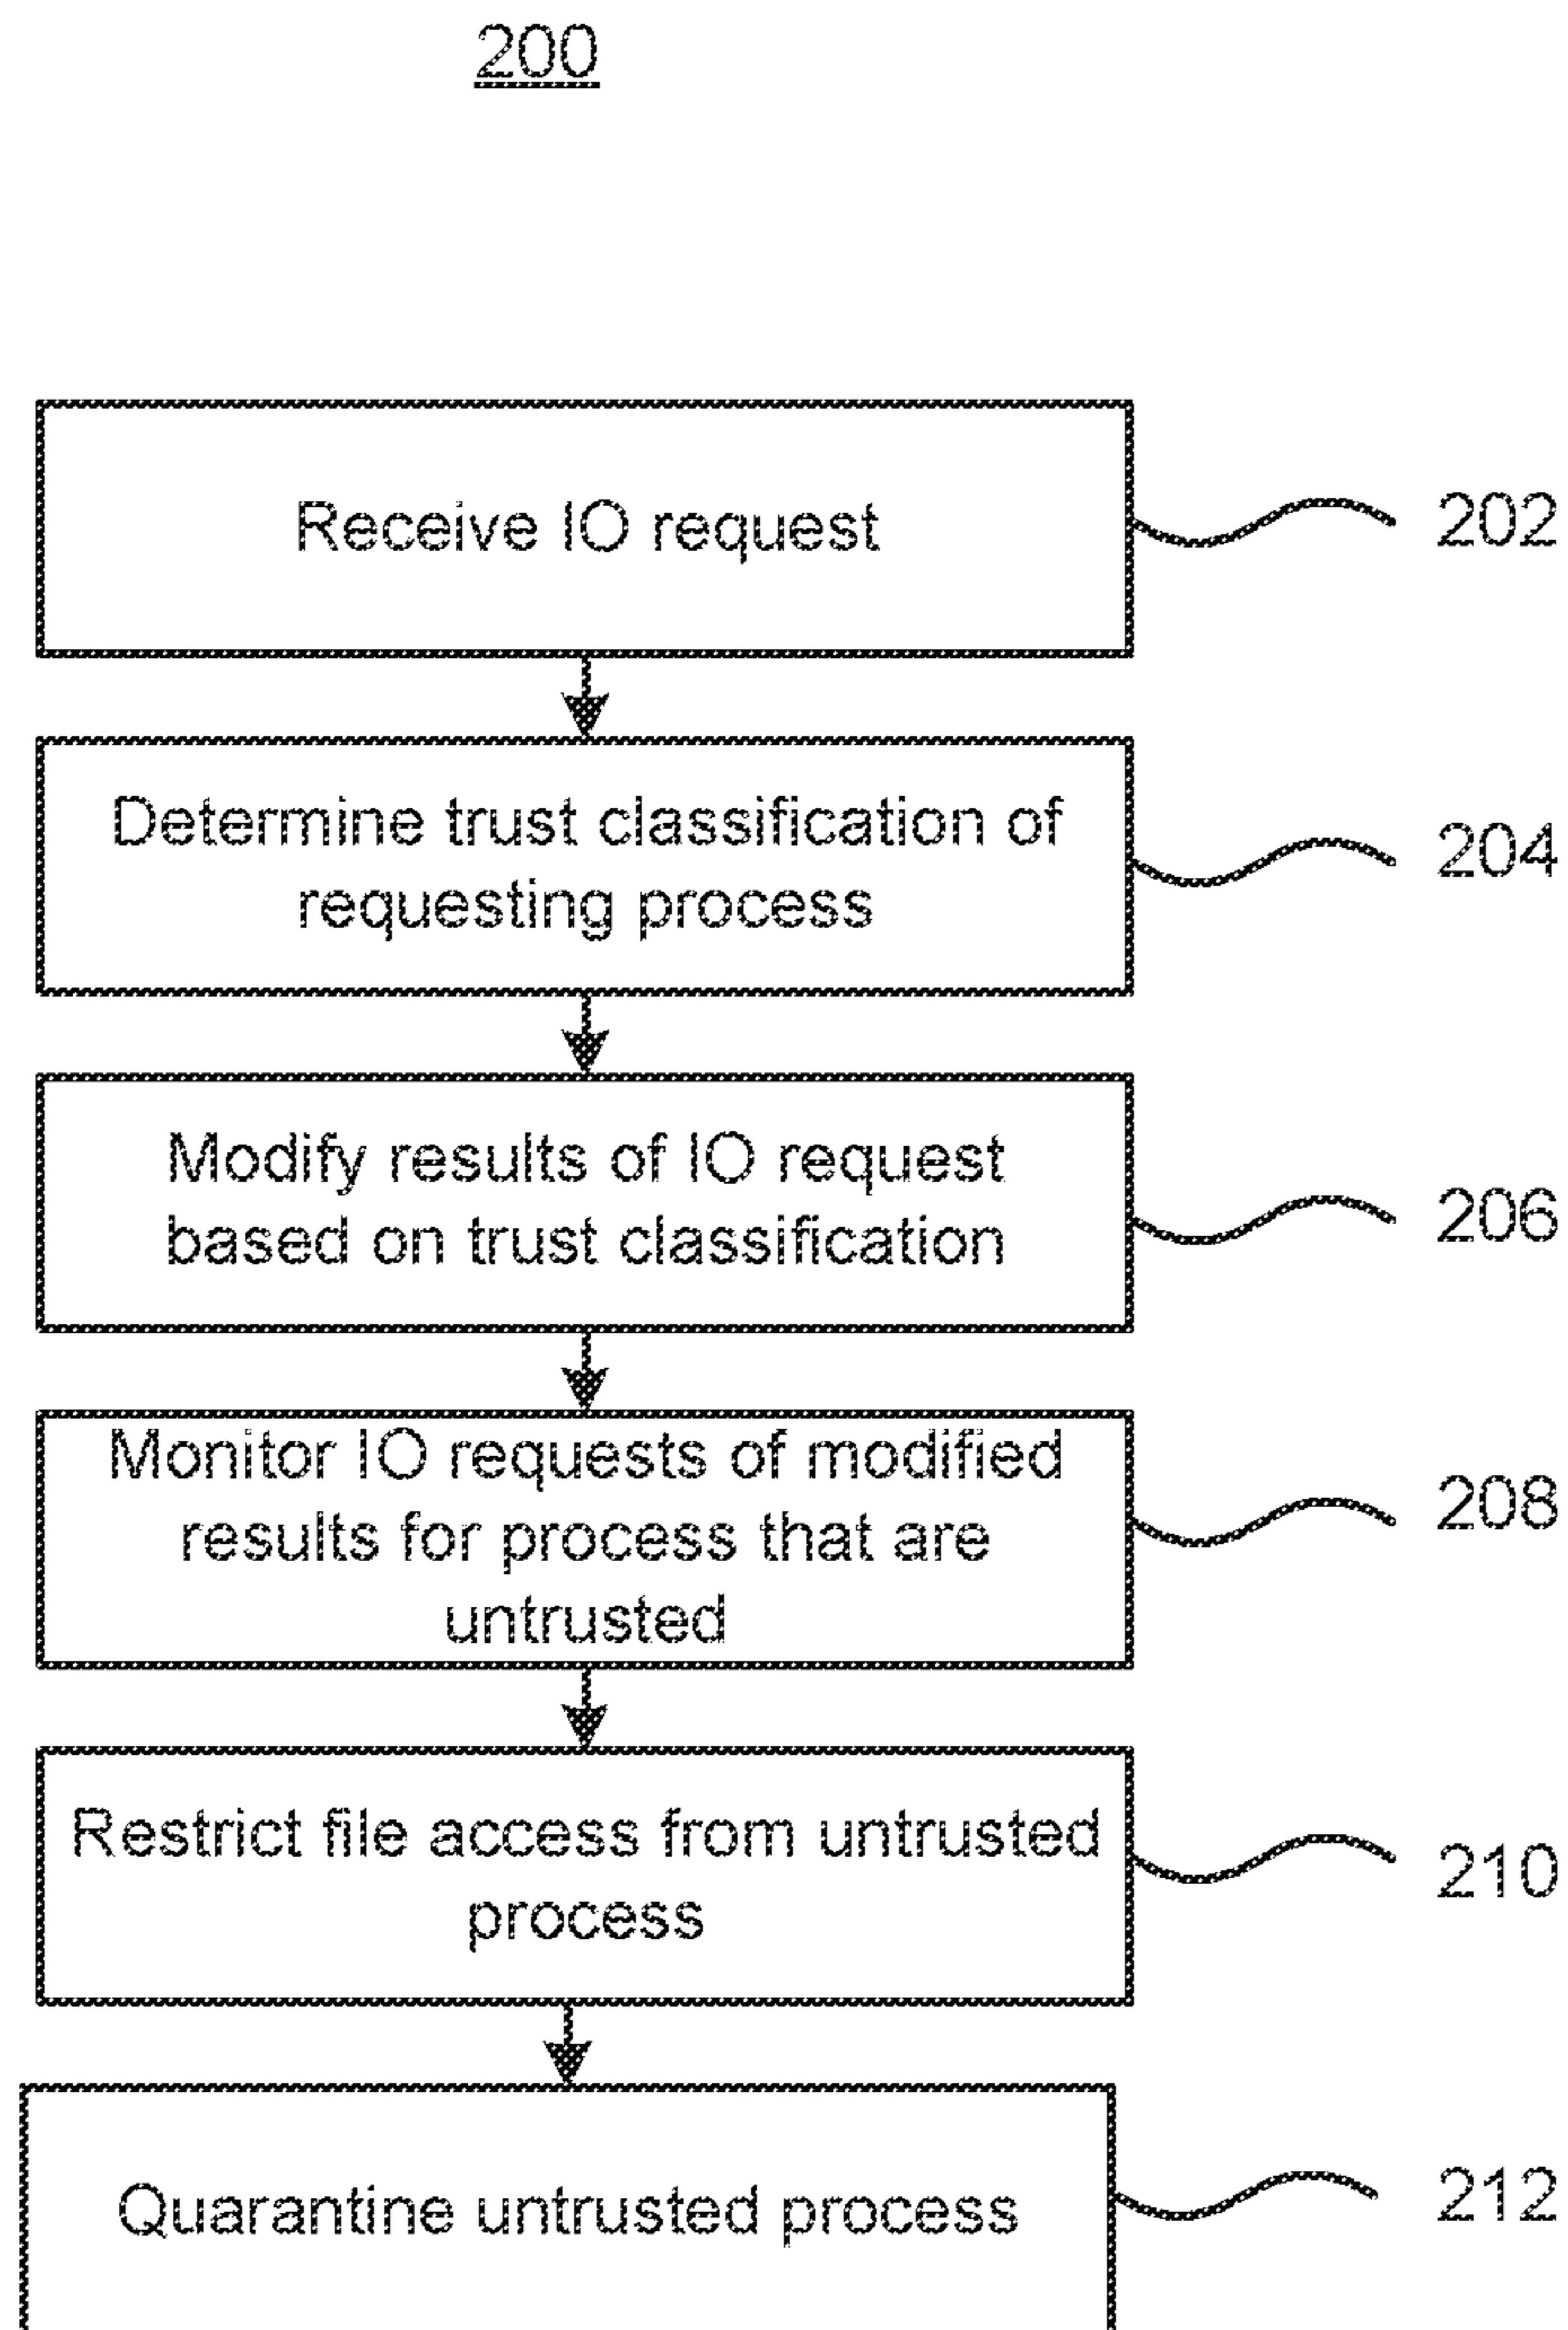 200
Receive IO request
202
Determine trust classification of
requesting process
204
Modify results of IO request
based on trust classification
206
Monitor IO requests of modified
results for process that are
untrusted
208
Restrict file access from untrusted
process
210
Quarantine untrusted process
212